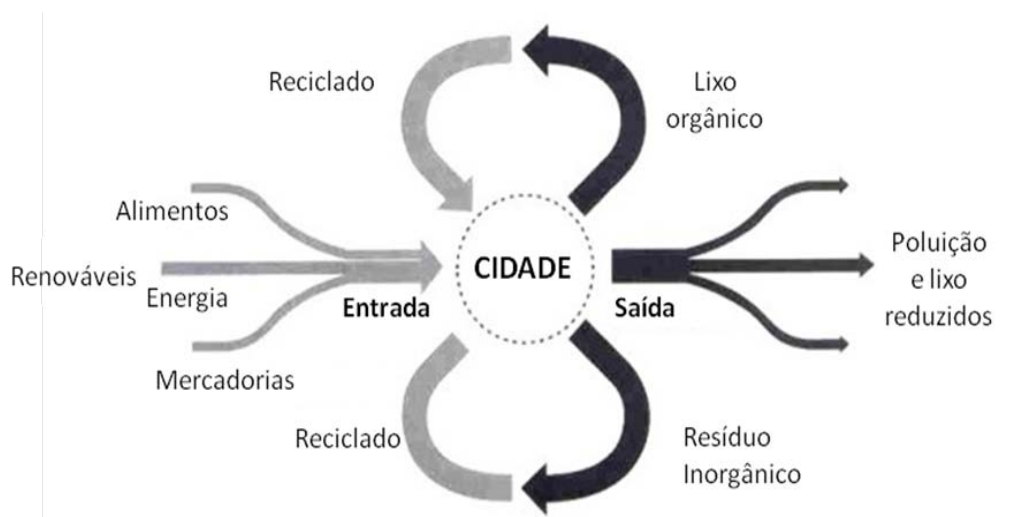 Reciclado
Lixo
orgânico
Alimentos
Renováveis
Energia
Mercadorias
Entrada
CIDADE
Saída
Poluição
e lixo
reduzidos
Reciclado
Resíduo
Inorgânico